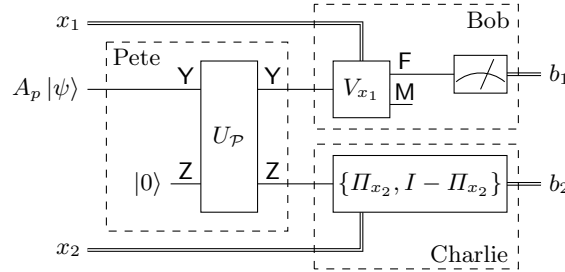 x₁ Bob
Pete
A_p |ψ⟩ Y Y V_{x₁} F M b₁
U_𝒫
|0⟩ Z Z {Π_{x₂}, I − Π_{x₂}} b₂
x₂ Charlie